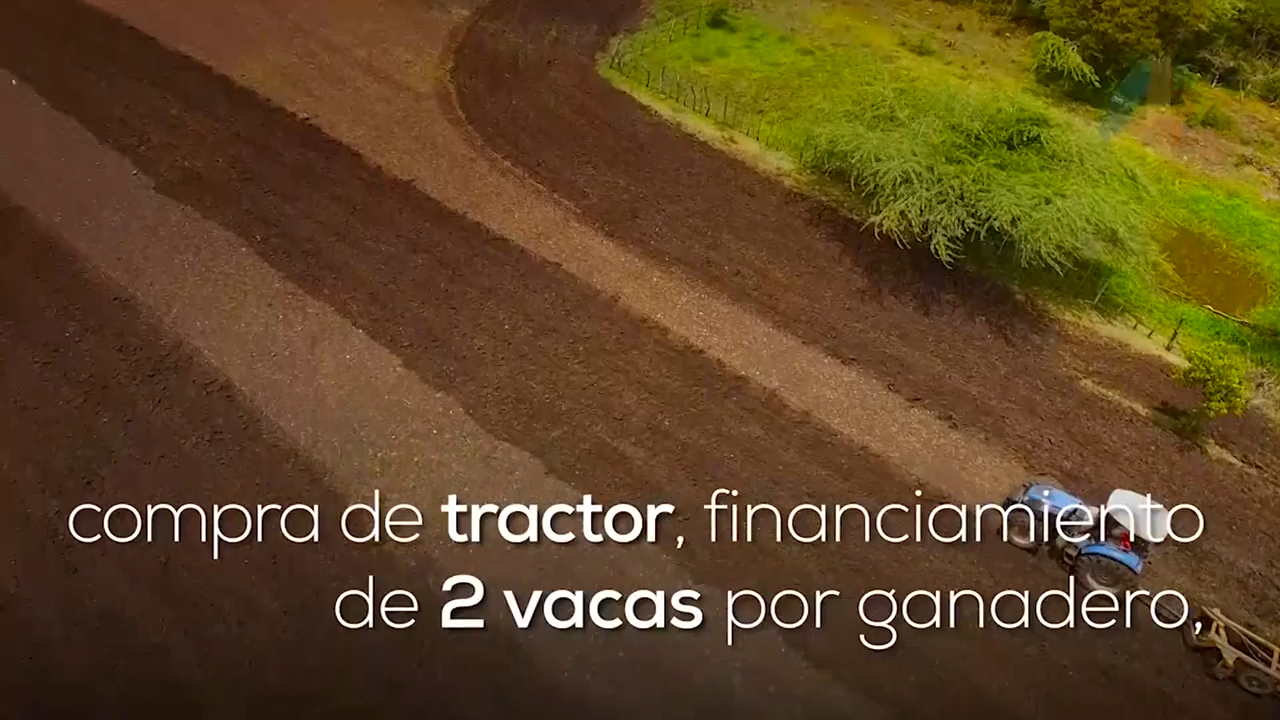 compra de tractor, financiamiento
de 2 vacas por ganadero,